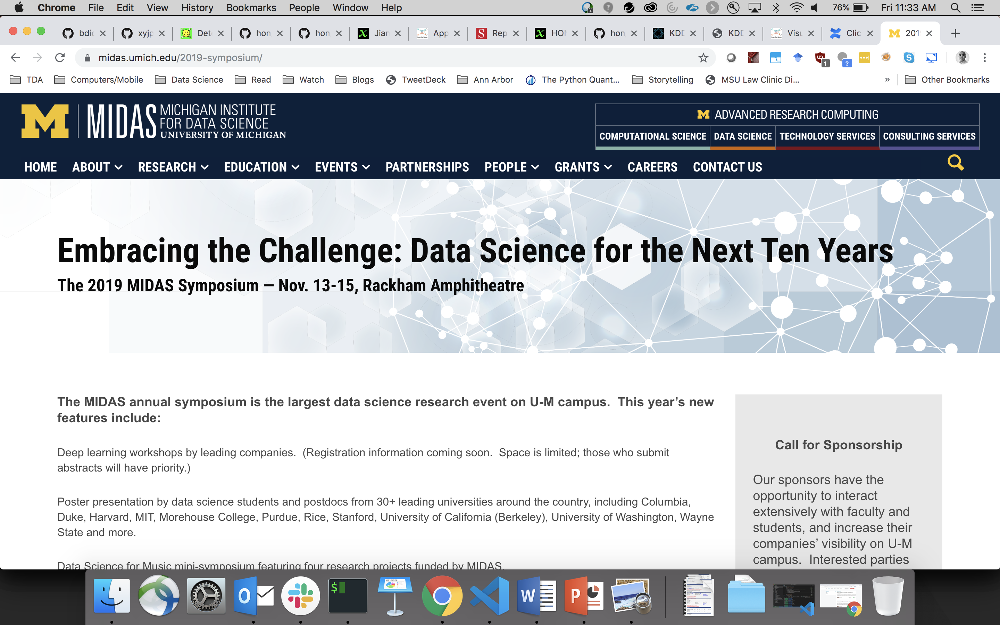 Chrome File Edit View History Bookmarks People Window Help 76% Fri 11:33 AM
bdic xyjp Det hon hon Jian App Rep HON hon KDD KDD Visu Clic 201
midas.umich.edu/2019-symposium/
TDA Computers/Mobile Data Science Read Watch Blogs TweetDeck Ann Arbor The Python Quant... Storytelling MSU Law Clinic Di... » Other Bookmarks
M MIDAS MICHIGAN INSTITUTE
FOR DATA SCIENCE
UNIVERSITY OF MICHIGAN
M ADVANCED RESEARCH COMPUTING
COMPUTATIONAL SCIENCE DATA SCIENCE TECHNOLOGY SERVICES CONSULTING SERVICES
HOME ABOUT RESEARCH EDUCATION EVENTS PARTNERSHIPS PEOPLE GRANTS CAREERS CONTACT US
Embracing the Challenge: Data Science for the Next Ten Years
The 2019 MIDAS Symposium — Nov. 13-15, Rackham Amphitheatre
The MIDAS annual symposium is the largest data science research event on U-M campus. This year’s new
features include:
Deep learning workshops by leading companies. (Registration information coming soon. Space is limited; those who submit
abstracts will have priority.)
Poster presentation by data science students and postdocs from 30+ leading universities around the country, including Columbia,
Duke, Harvard, MIT, Morehouse College, Purdue, Rice, Stanford, University of California (Berkeley), University of Washington, Wayne
State and more.
Data Science for Music mini-symposium featuring four research projects funded by MIDAS.
Call for Sponsorship
Our sponsors have the
opportunity to interact
extensively with faculty and
students, and increase their
companies’ visibility on U-M
campus. Interested parties